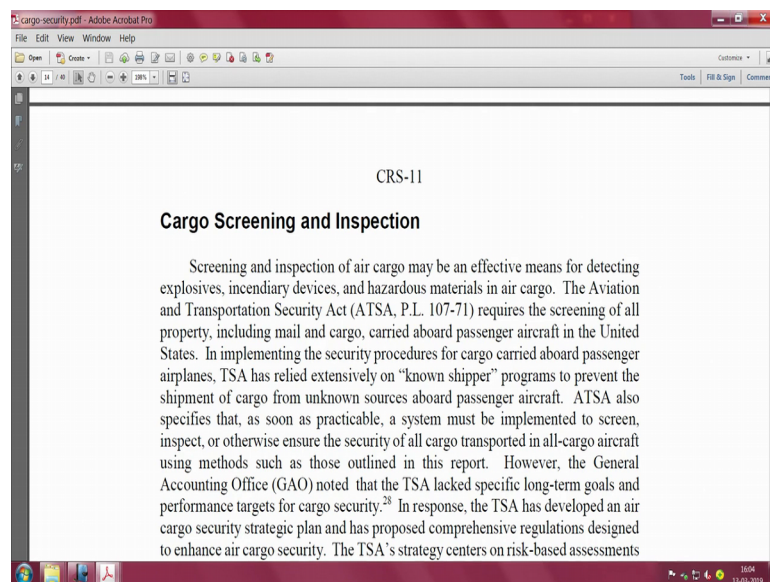 cargo-security.pdf - Adobe Acrobat Pro
File Edit View Window Help
Open Create Customize
14 / 40 100% Tools Fill & Sign Commen
CRS-11
Cargo Screening and Inspection
Screening and inspection of air cargo may be an effective means for detecting
explosives, incendiary devices, and hazardous materials in air cargo. The Aviation
and Transportation Security Act (ATSA, P.L. 107-71) requires the screening of all
property, including mail and cargo, carried aboard passenger aircraft in the United
States. In implementing the security procedures for cargo carried aboard passenger
airplanes, TSA has relied extensively on “known shipper” programs to prevent the
shipment of cargo from unknown sources aboard passenger aircraft. ATSA also
specifies that, as soon as practicable, a system must be implemented to screen,
inspect, or otherwise ensure the security of all cargo transported in all-cargo aircraft
using methods such as those outlined in this report. However, the General
Accounting Office (GAO) noted that the TSA lacked specific long-term goals and
performance targets for cargo security.28 In response, the TSA has developed an air
cargo security strategic plan and has proposed comprehensive regulations designed
to enhance air cargo security. The TSA’s strategy centers on risk-based assessments
16:04